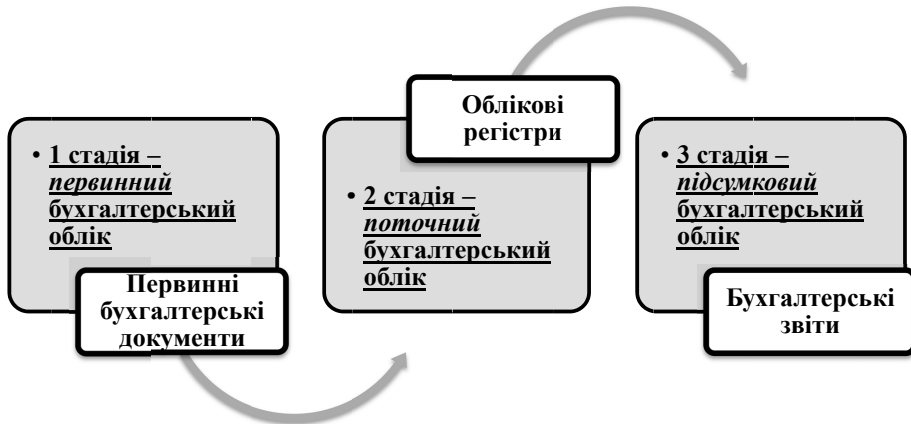 • 1 стадія –
первинний
бухгалтерський
облік
Первинні
бухгалтерські
документи
Облікові
регістри
• 2 стадія –
поточний
бухгалтерський
облік
• 3 стадія –
підсумковий
бухгалтерський
облік
Бухгалтерські
звіти